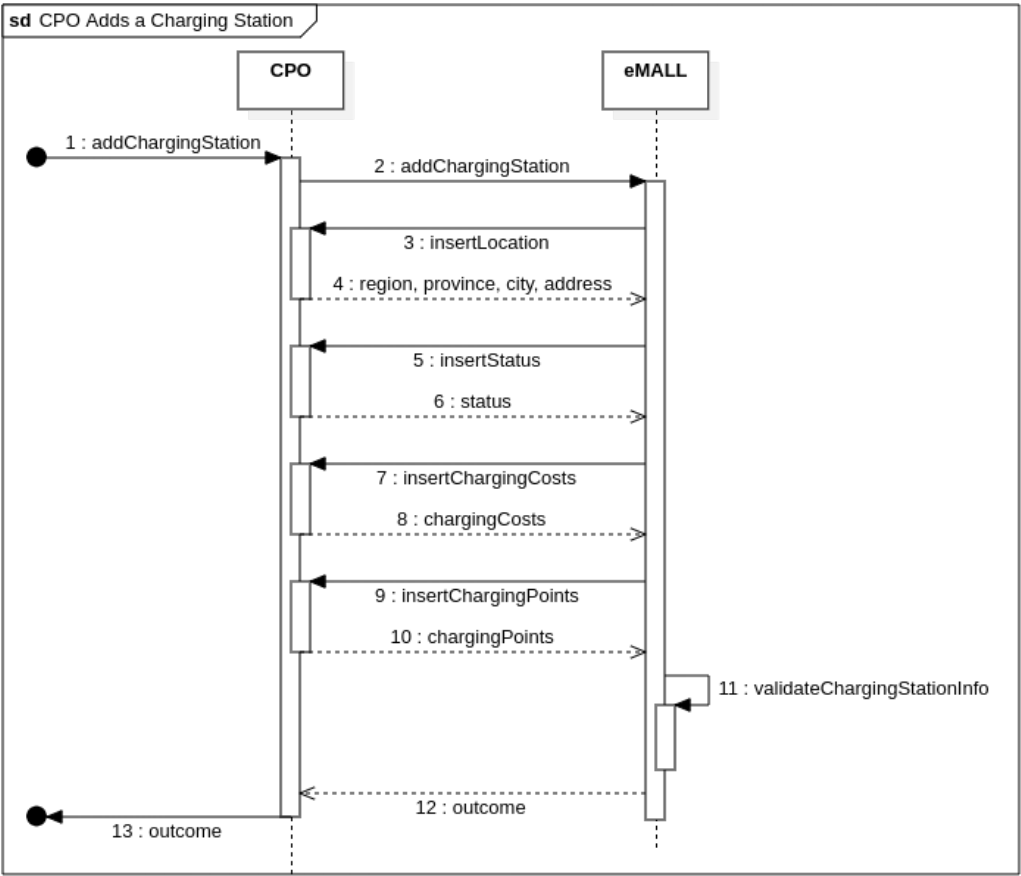 sd CPO Adds a Charging Station
CPO
eMALL
1 : addChargingStation
2 : addChargingStation
3 : insertLocation
4 : region, province, city, address
5 : insertStatus
6 : status
7 : insertChargingCosts
8 : chargingCosts
9 : insertChargingPoints
10 : chargingPoints
11 : validateChargingStationInfo
12 : outcome
13 : outcome